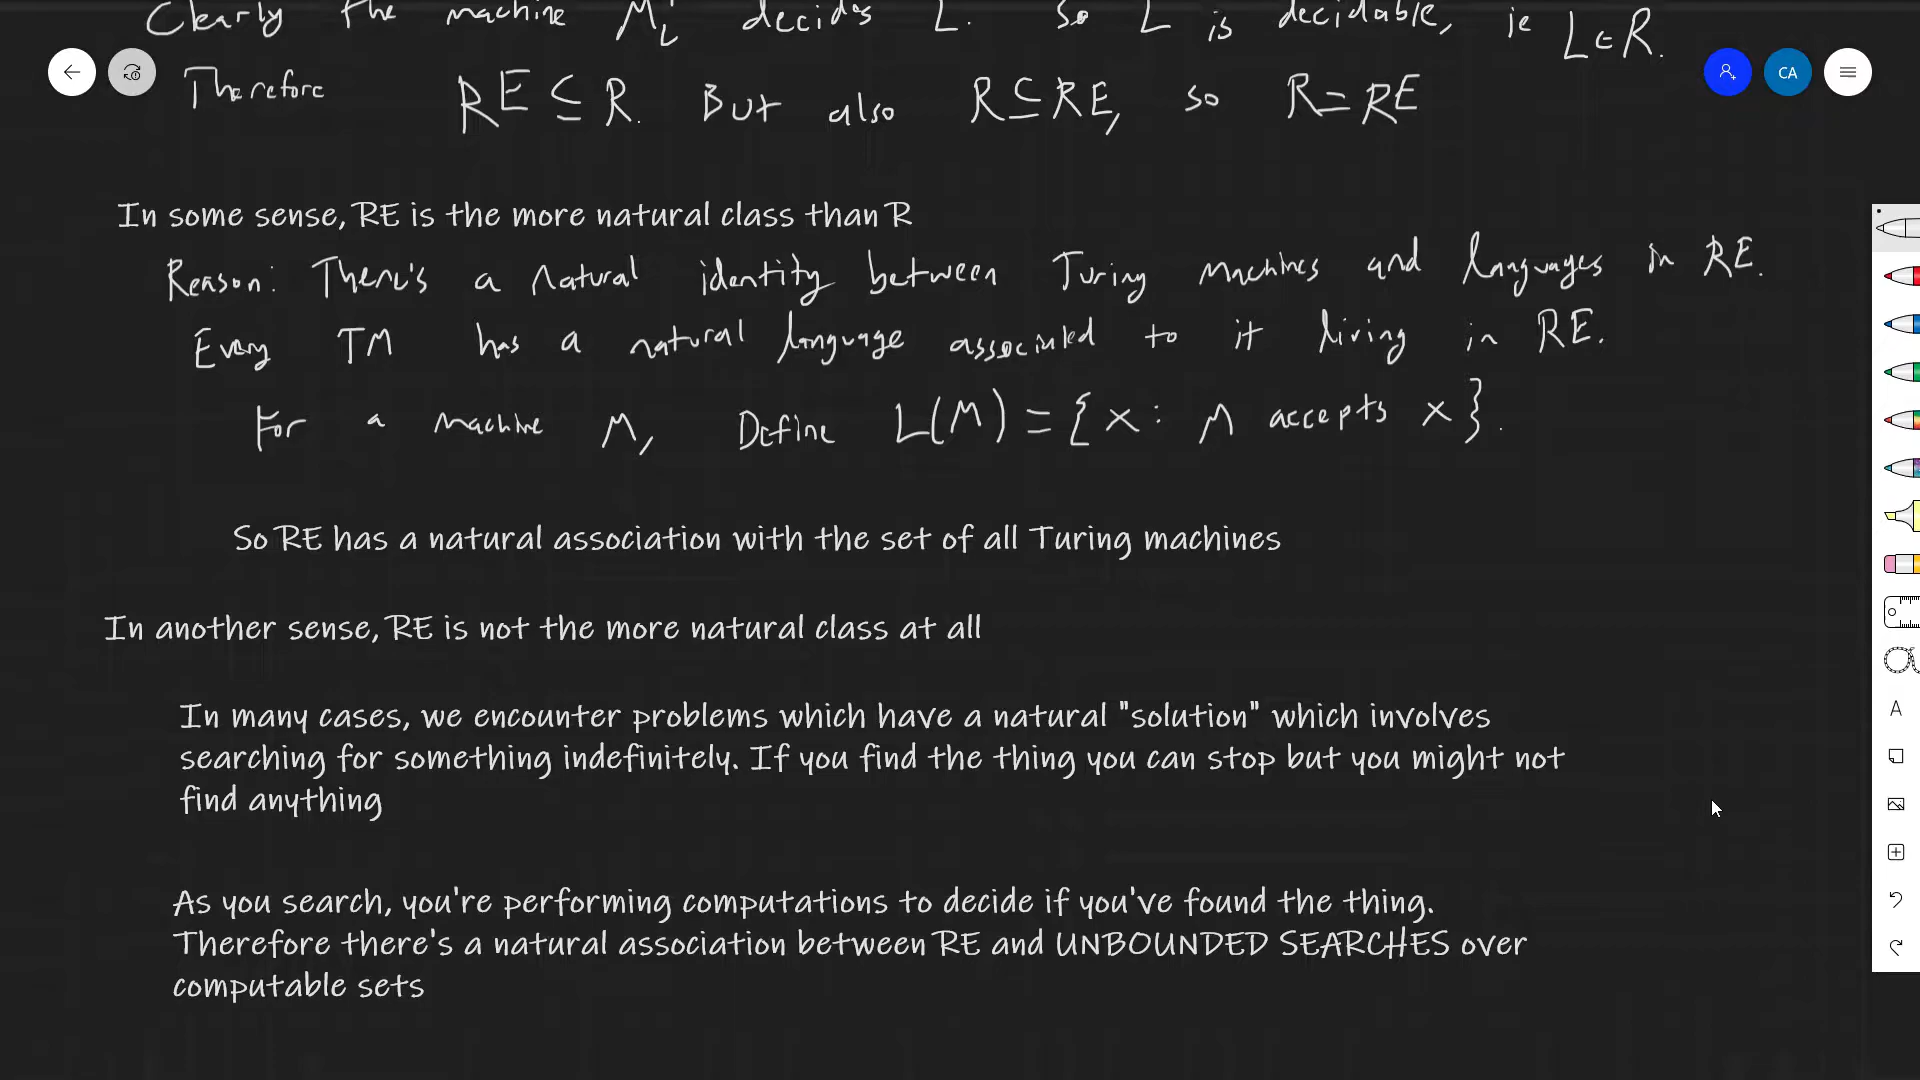 Clearly the machine M_L' decides L. So L is decidable, ie L∈R.
CA
Therefore RE ⊆ R. But also R ⊆ RE, so R = RE
In some sense, RE is the more natural class than R
Reason: There's a natural identity between Turing machines and languages in RE.
Every TM has a natural language associated to it living in RE.
For a machine M, Define L(M) = {x : M accepts x}.
So RE has a natural association with the set of all Turing machines
In another sense, RE is not the more natural class at all
In many cases, we encounter problems which have a natural "solution" which involves
searching for something indefinitely. If you find the thing you can stop but you might not
find anything
As you search, you're performing computations to decide if you've found the thing.
Therefore there's a natural association between RE and UNBOUNDED SEARCHES over
computable sets